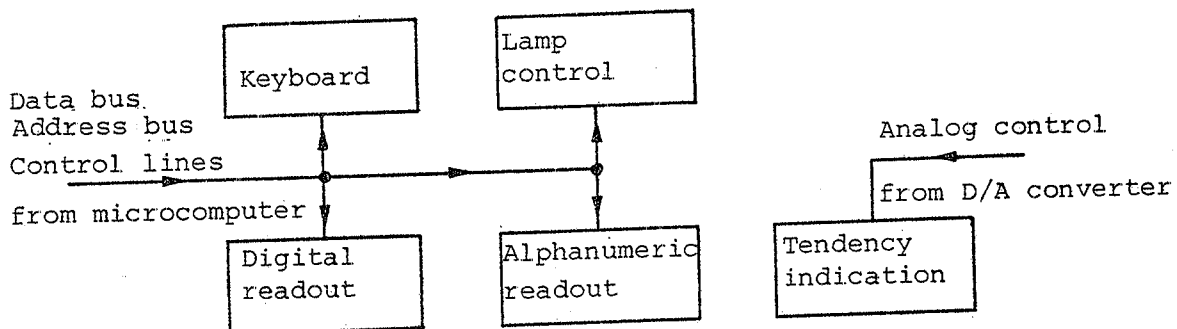 Lamp
control
Keyboard
Data bus
Address bus
Control lines
from microcomputer
Analog control
from D/A converter
Digital
readout
Alphanumeric
readout
Tendency
indication